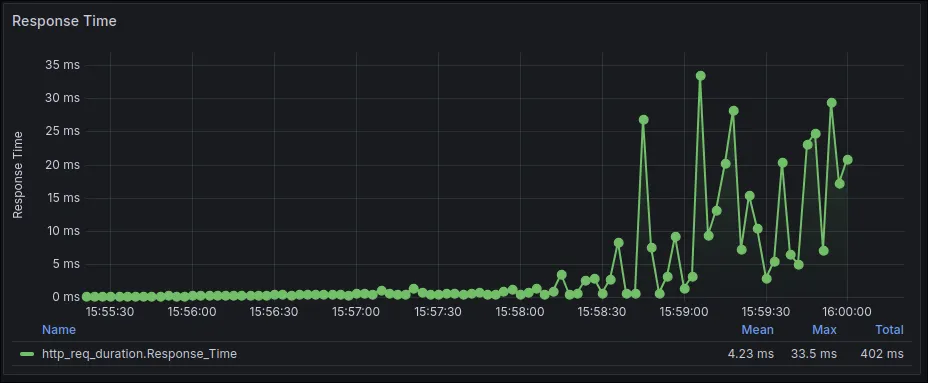 Response Time
Response Time
35 ms
30 ms
25 ms
20 ms
15 ms
10 ms
5 ms
0 ms
15:55:30 15:56:00 15:56:30 15:57:00 15:57:30 15:58:00 15:58:30 15:59:00 15:59:30 16:00:00
Name Mean Max Total
http_req_duration.Response_Time 4.23 ms 33.5 ms 402 ms